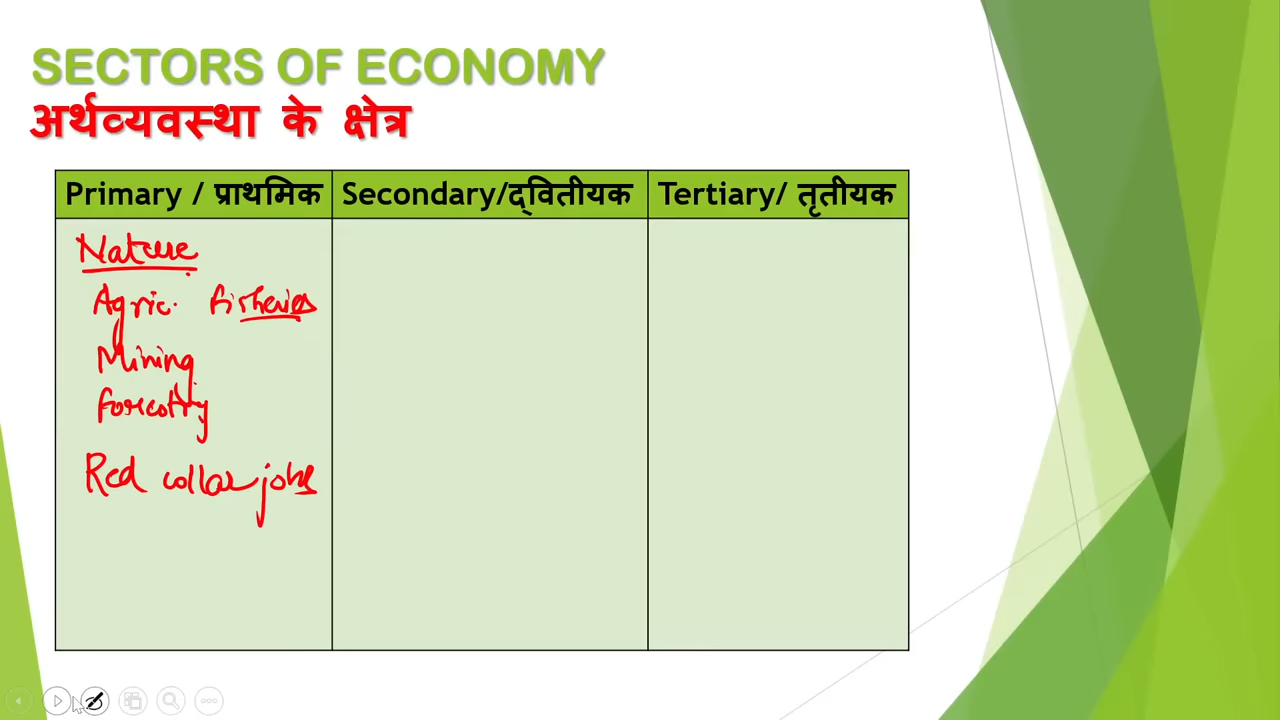 SECTORS OF ECONOMY
अर्थव्यवस्था के क्षेत्र
Primary / प्राथमिक Secondary/द्वितीयक Tertiary/ तृतीयक
Nature
Agric. Fisheries
Mining
Forestry
Red collar jobs